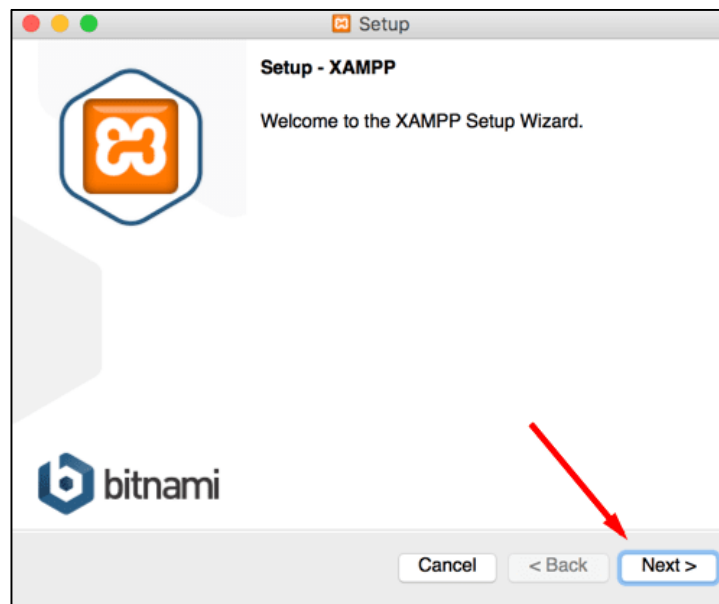 Setup
Setup - XAMPP
Welcome to the XAMPP Setup Wizard.
bitnami
Cancel
< Back
Next >